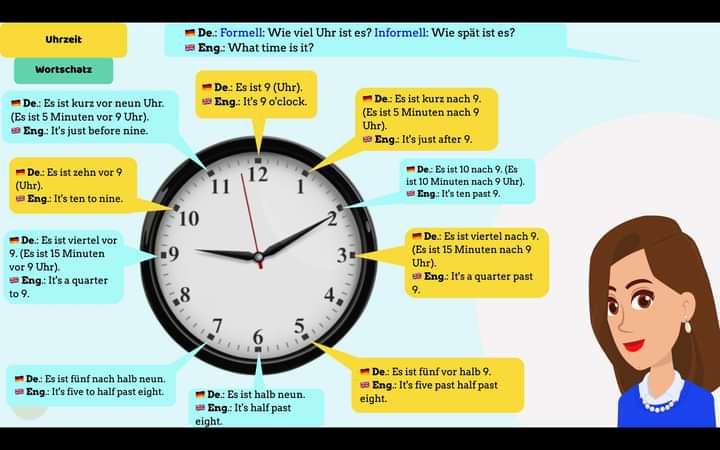 Uhrzeit
Wortschatz
De.: Formell: Wie viel Uhr ist es? Informell: Wie spät ist es?
Eng.: What time is it?
De.: Es ist 9 (Uhr).
Eng.: It's 9 o'clock.
De.: Es ist kurz vor neun Uhr.
(Es ist 5 Minuten vor 9 Uhr).
Eng.: It's just before nine.
De.: Es ist kurz nach 9.
(Es ist 5 Minuten nach 9
Uhr).
Eng.: It's just after 9.
De.: Es ist zehn vor 9
(Uhr).
Eng.: It's ten to nine.
De.: Es ist 10 nach 9. (Es
ist 10 Minuten nach 9 Uhr).
Eng.: It's ten past 9.
De.: Es ist viertel vor
9. (Es ist 15 Minuten
vor 9 Uhr).
Eng.: It's a quarter
to 9.
De.: Es ist viertel nach 9.
(Es ist 15 Minuten nach 9
Uhr).
Eng.: It's a quarter past
9.
12
1
2
3
4
5
6
7
8
9
10
11
De.: Es ist fünf nach halb neun.
Eng.: It's five to half past eight.
De.: Es ist halb neun.
Eng.: It's half past
eight.
De.: Es ist fünf vor halb 9.
Eng.: It's five past half past
eight.